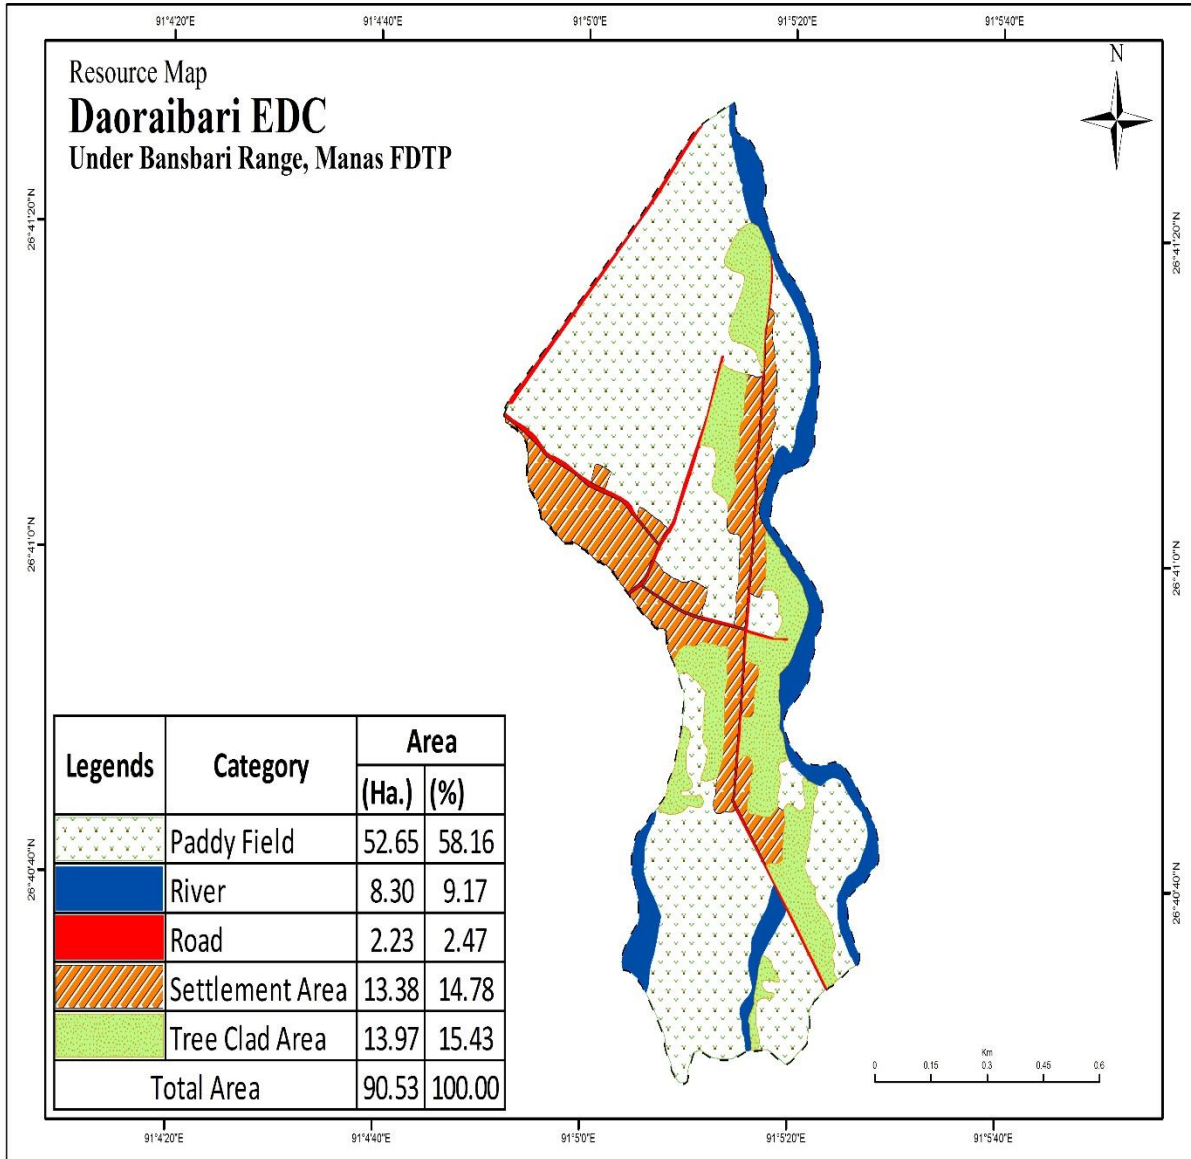 91°4'20"E 91°4'40"E 91°5'0"E 91°5'20"E 91°5'40"E
Resource Map
Daoraibari EDC
Under Bansbari Range, Manas FDTP
N
26°41'20"N 26°41'20"N
26°41'0"N 26°41'0"N
26°40'40"N 26°40'40"N
Legends Category Area
(Ha.) (%)
Paddy Field 52.65 58.16
River 8.30 9.17
Road 2.23 2.47
Settlement Area 13.38 14.78
Tree Clad Area 13.97 15.43
Total Area 90.53 100.00
Km
0 0.15 0.3 0.45 0.6
91°4'20"E 91°4'40"E 91°5'0"E 91°5'20"E 91°5'40"E